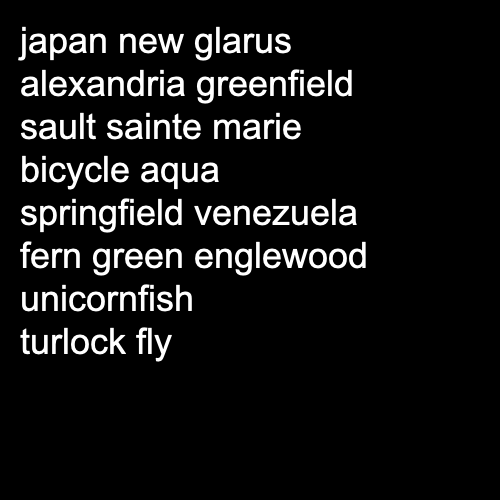 japan new glarus
alexandria greenfield
sault sainte marie
bicycle aqua
springfield venezuela
fern green englewood
unicornfish
turlock fly